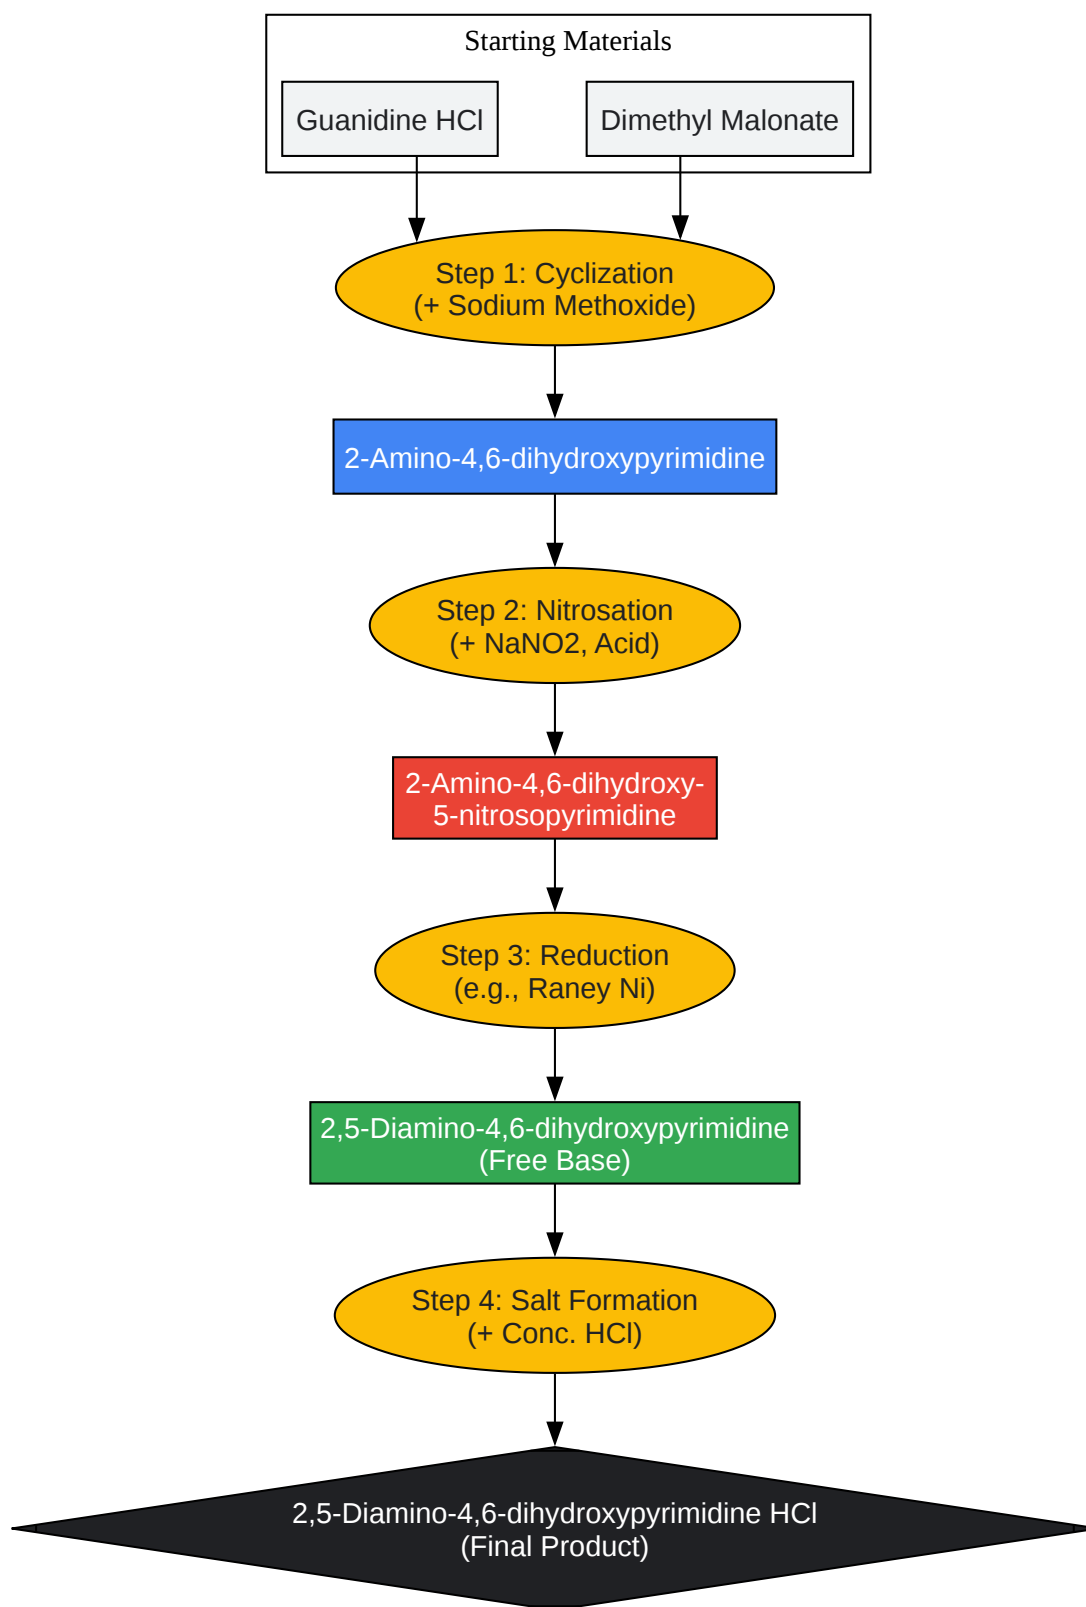 Starting Materials
Guanidine HCl
Dimethyl Malonate
Step 1: Cyclization
(+ Sodium Methoxide)
2-Amino-4,6-dihydroxypyrimidine
Step 2: Nitrosation
(+ NaNO2, Acid)
2-Amino-4,6-dihydroxy-
5-nitrosopyrimidine
Step 3: Reduction
(e.g., Raney Ni)
2,5-Diamino-4,6-dihydroxypyrimidine
(Free Base)
Step 4: Salt Formation
(+ Conc. HCl)
2,5-Diamino-4,6-dihydroxypyrimidine HCl
(Final Product)